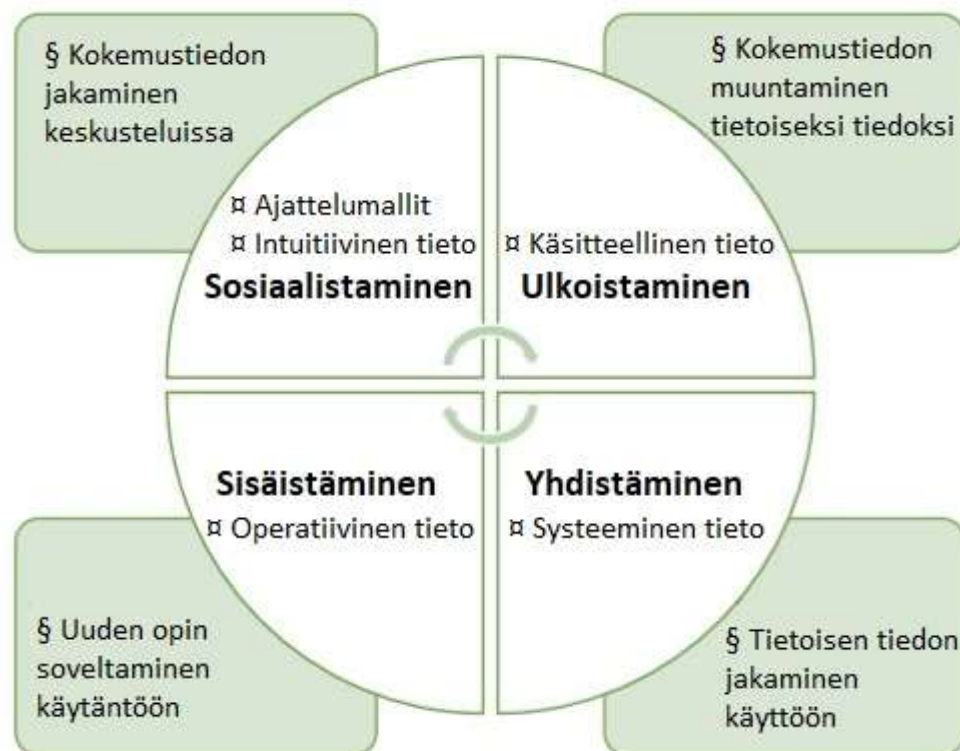 § Kokemustiedon
jakaminen
keskusteluissa
§ Kokemustiedon
muuntaminen
tietoiseksi tiedoksi
¤ Ajattelumallit
¤ Intuitiivinen tieto
Sosiaalistaminen
¤ Käsitteellinen tieto
Ulkoistaminen
Sisäistäminen
¤ Operatiivinen tieto
Yhdistäminen
¤ Systeeminen tieto
§ Uuden opin
soveltaminen
käytäntöön
§ Tietoisen tiedon
jakaminen
käyttöön